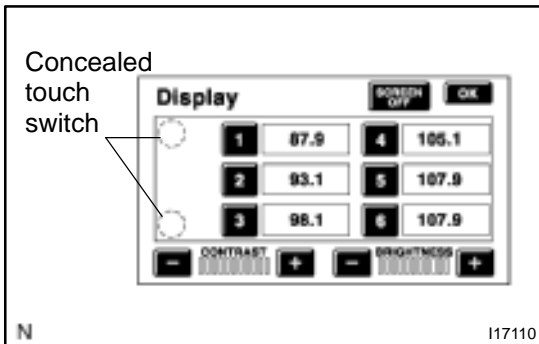 Concealed
touch
switch
Display
SCREEN OFF OK
1 87.9 4 105.1
2 93.1 5 107.9
3 98.1 6 107.9
- CONTRAST + - BRIGHTNESS +
N I17110